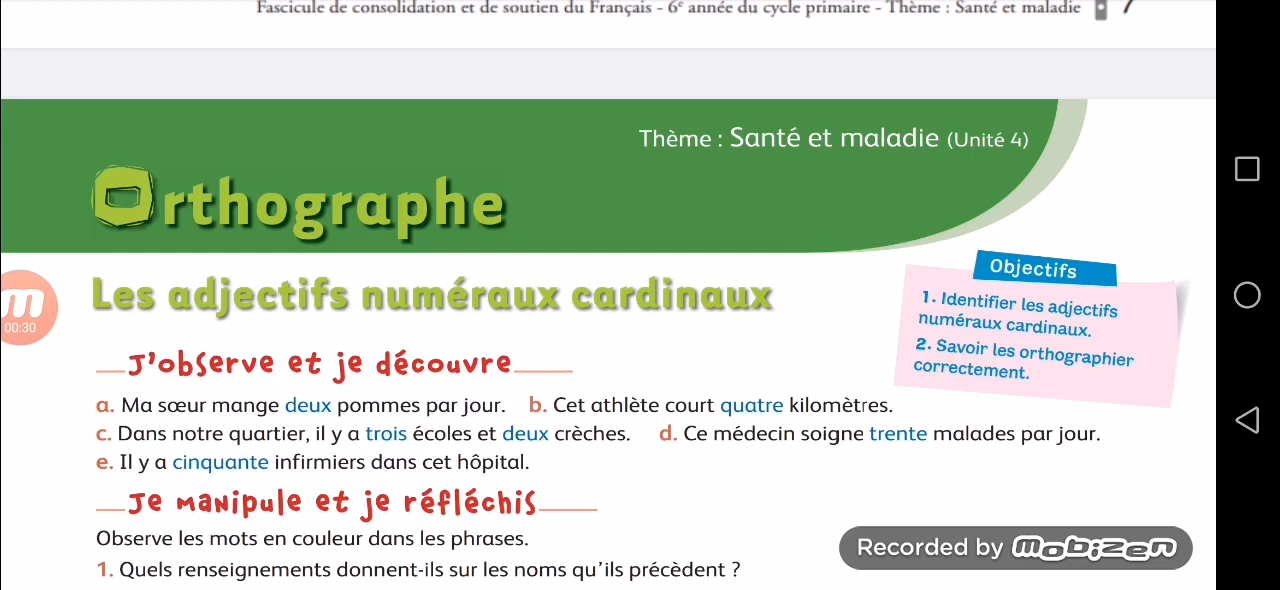 Fascicule de consolidation et de soutien du Français - 6e année du cycle primaire - Thème : Santé et maladie 7
Thème : Santé et maladie (Unité 4)
Orthographe
Les adjectifs numéraux cardinaux
Objectifs
1. Identifier les adjectifs
numéraux cardinaux.
2. Savoir les orthographier
correctement.
00:30
J'observe et je découvre
a. Ma sœur mange deux pommes par jour. b. Cet athlète court quatre kilomètres.
c. Dans notre quartier, il y a trois écoles et deux crèches. d. Ce médecin soigne trente malades par jour.
e. Il y a cinquante infirmiers dans cet hôpital.
Je manipule et je réfléchis
Observe les mots en couleur dans les phrases.
Recorded by mobizen
1. Quels renseignements donnent-ils sur les noms qu'ils précèdent ?